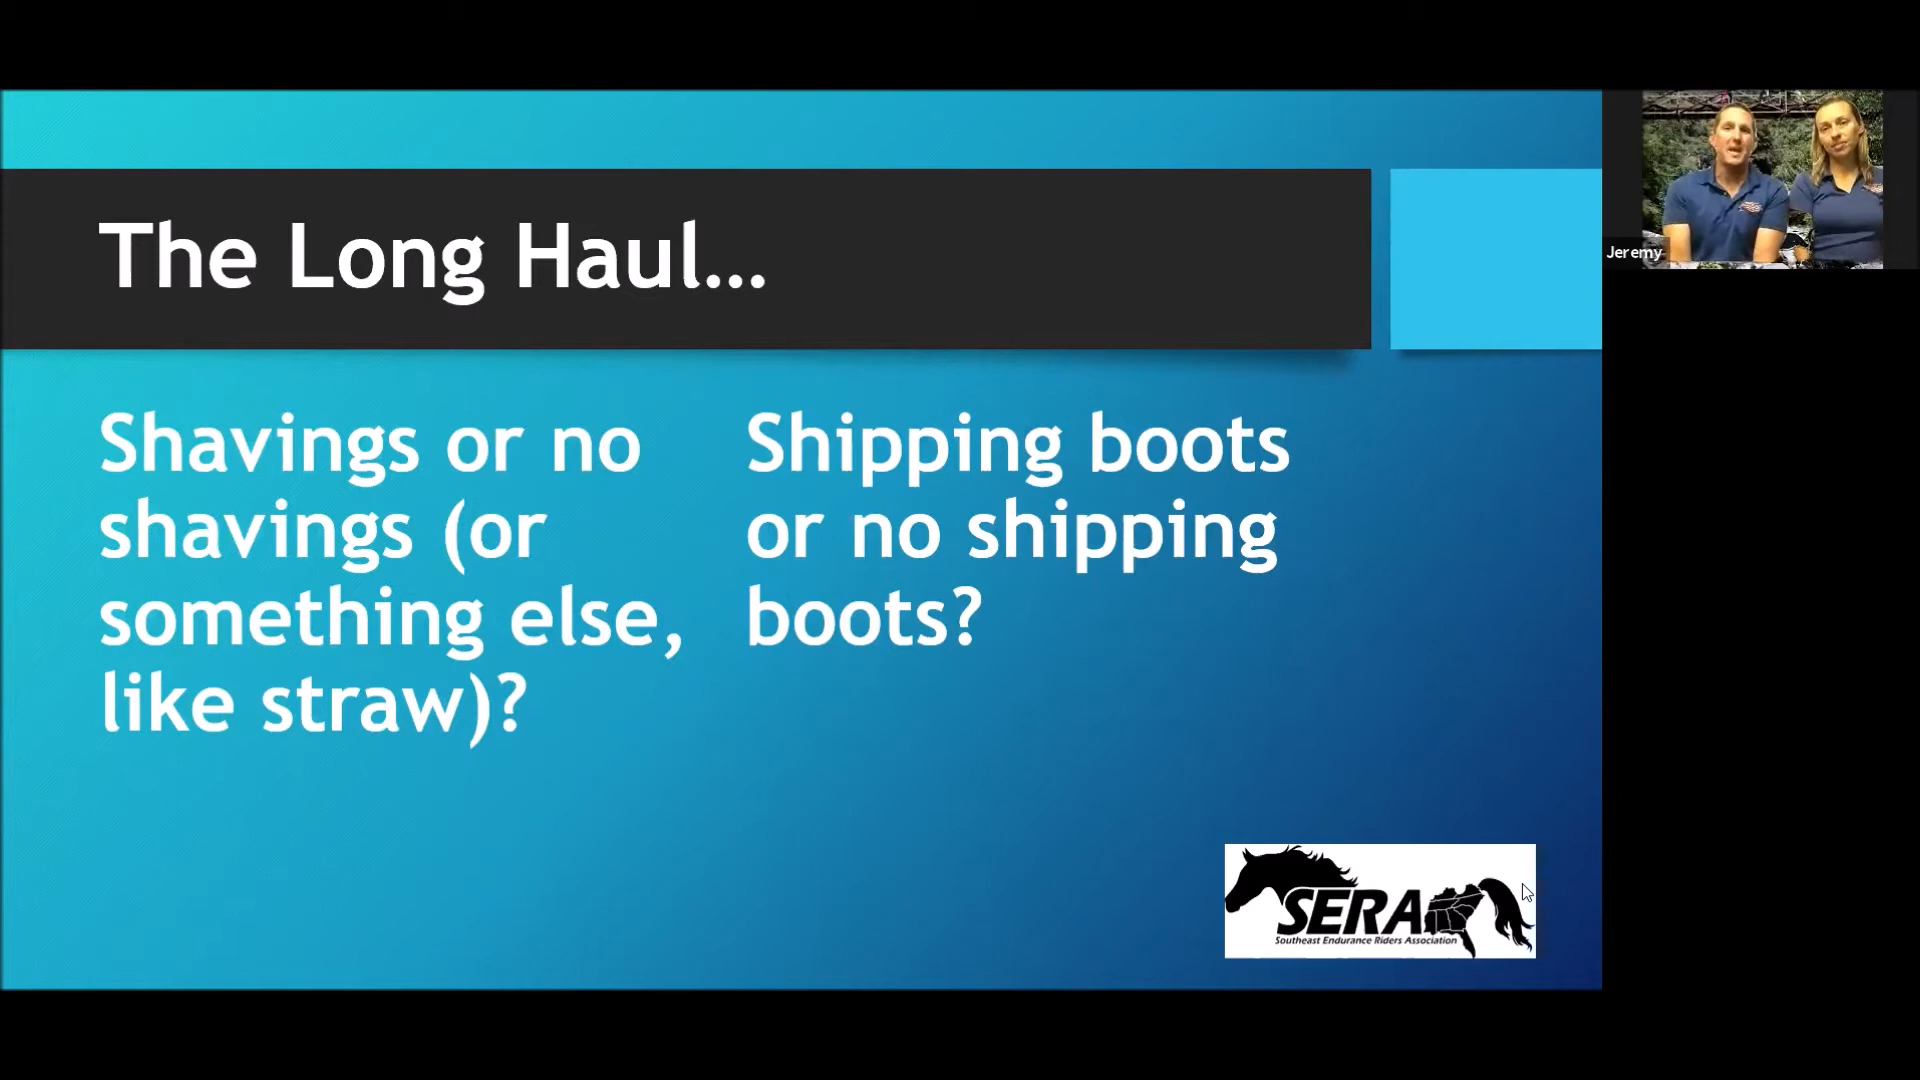 The Long Haul...
Shavings or no
shavings (or
something else,
like straw)?
Shipping boots
or no shipping
boots?
SERA
Southeast Endurance Riders Association
Jeremy